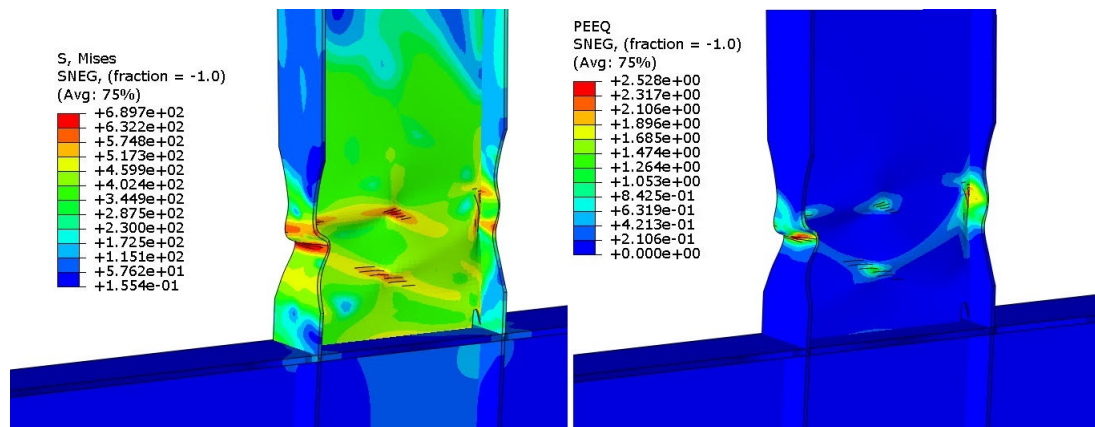 S, Mises
SNEG, (fraction = -1.0)
(Avg: 75%)
+6.897e+02
+6.322e+02
+5.748e+02
+5.173e+02
+4.599e+02
+4.024e+02
+3.449e+02
+2.875e+02
+2.300e+02
+1.725e+02
+1.151e+02
+5.762e+01
+1.554e-01
PEEQ
SNEG, (fraction = -1.0)
(Avg: 75%)
+2.528e+00
+2.317e+00
+2.106e+00
+1.896e+00
+1.685e+00
+1.474e+00
+1.264e+00
+1.053e+00
+8.425e-01
+6.319e-01
+4.213e-01
+2.106e-01
+0.000e+00